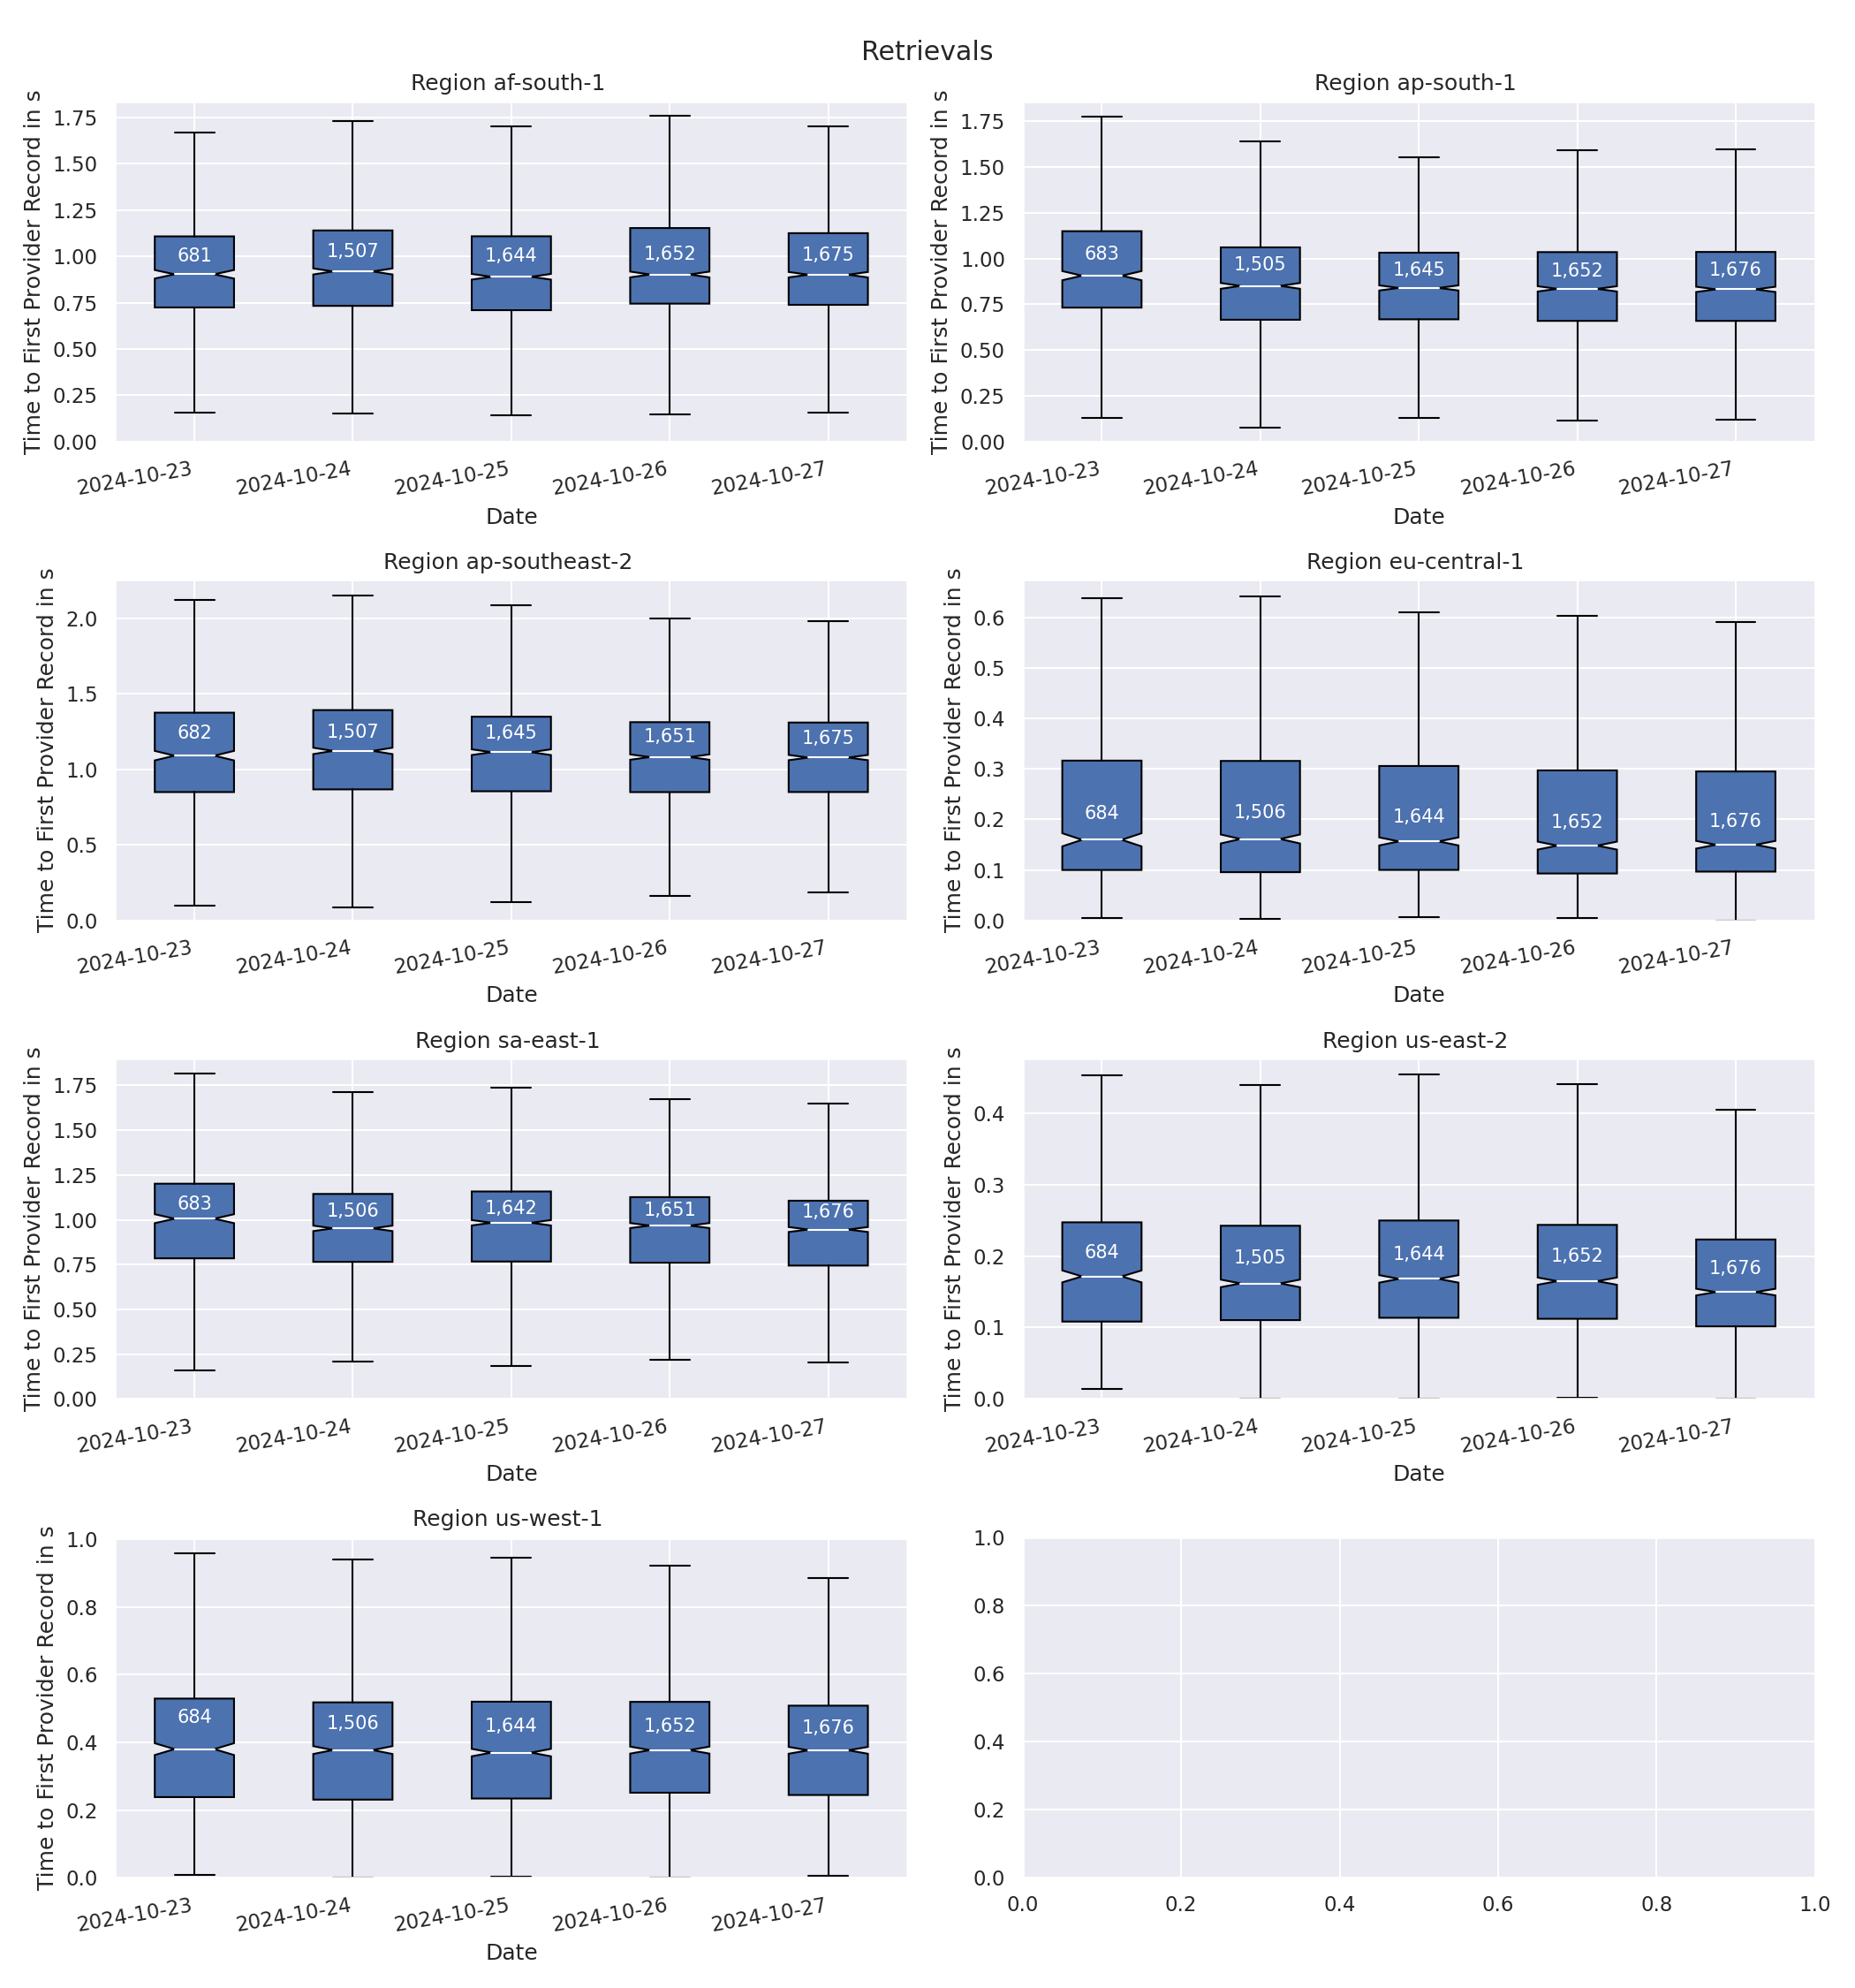 Retrievals
Region af-south-1
Time to First Provider Record in s
1.75
1.50
1.25
1.00
0.75
0.50
0.25
0.00
681 1,507 1,644 1,652 1,675
2024-10-23 2024-10-24 2024-10-25 2024-10-26 2024-10-27
Date
Region ap-south-1
Time to First Provider Record in s
1.75
1.50
1.25
1.00
0.75
0.50
0.25
0.00
683 1,505 1,645 1,652 1,676
2024-10-23 2024-10-24 2024-10-25 2024-10-26 2024-10-27
Date
Region ap-southeast-2
Time to First Provider Record in s
2.0
1.5
1.0
0.5
0.0
682 1,507 1,645 1,651 1,675
2024-10-23 2024-10-24 2024-10-25 2024-10-26 2024-10-27
Date
Region eu-central-1
Time to First Provider Record in s
0.6
0.5
0.4
0.3
0.2
0.1
0.0
684 1,506 1,644 1,652 1,676
2024-10-23 2024-10-24 2024-10-25 2024-10-26 2024-10-27
Date
Region sa-east-1
Time to First Provider Record in s
1.75
1.50
1.25
1.00
0.75
0.50
0.25
0.00
683 1,506 1,642 1,651 1,676
2024-10-23 2024-10-24 2024-10-25 2024-10-26 2024-10-27
Date
Region us-east-2
Time to First Provider Record in s
0.4
0.3
0.2
0.1
0.0
684 1,505 1,644 1,652 1,676
2024-10-23 2024-10-24 2024-10-25 2024-10-26 2024-10-27
Date
Region us-west-1
Time to First Provider Record in s
1.0
0.8
0.6
0.4
0.2
0.0
684 1,506 1,644 1,652 1,676
2024-10-23 2024-10-24 2024-10-25 2024-10-26 2024-10-27
Date
1.0
0.8
0.6
0.4
0.2
0.0
0.0 0.2 0.4 0.6 0.8 1.0